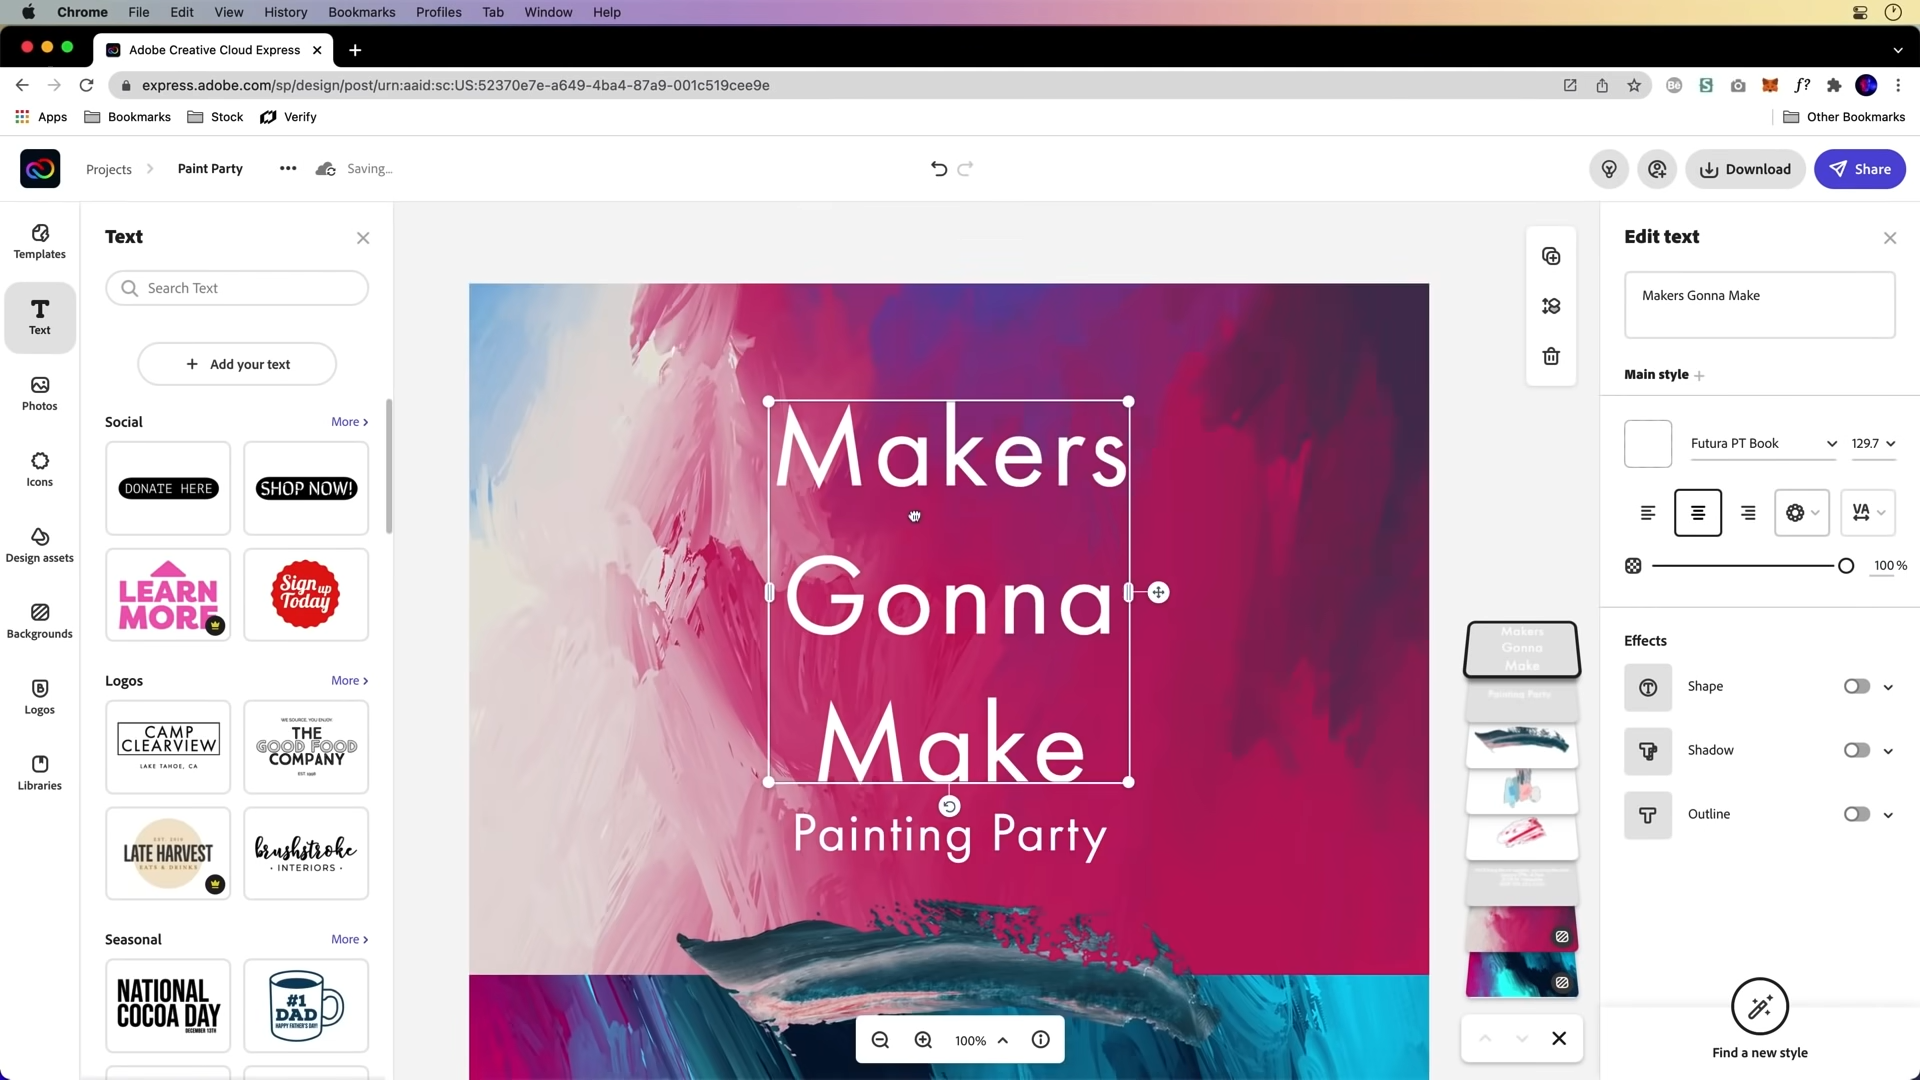 Chrome File Edit View History Bookmarks Profiles Tab Window Help
Adobe Creative Cloud Express
express.adobe.com/sp/design/post/urn:aaid:sc:US:52370e7e-a649-4ba4-87a9-001c519cee9e
Apps Bookmarks Stock Verify Other Bookmarks
Projects Paint Party Saving... Download Share
Templates
Text
Photos
Icons
Design assets
Backgrounds
Logos
Libraries
Text
Search Text
+ Add your text
Social More
DONATE HERE
SHOP NOW!
LEARN
MORE
Sign up
Today
Logos More
CAMP
CLEARVIEW
LAKE TAHOE, CA
WE SOURCE. YOU ENJOY.
THE
GOOD FOOD
COMPANY
LATE HARVEST
EATS & DRINKS
brushstroke
• INTERIORS •
Seasonal More
NATIONAL
COCOA DAY
DECEMBER 13TH
#1
DAD
HAPPY FATHER'S DAY!
Makers
Gonna
Make
Painting Party
100%
Makers
Gonna
Make
Painting Party
Edit text
Makers Gonna Make
Main style +
Futura PT Book 129.7
VA
100 %
Effects
Shape
Shadow
Outline
Find a new style